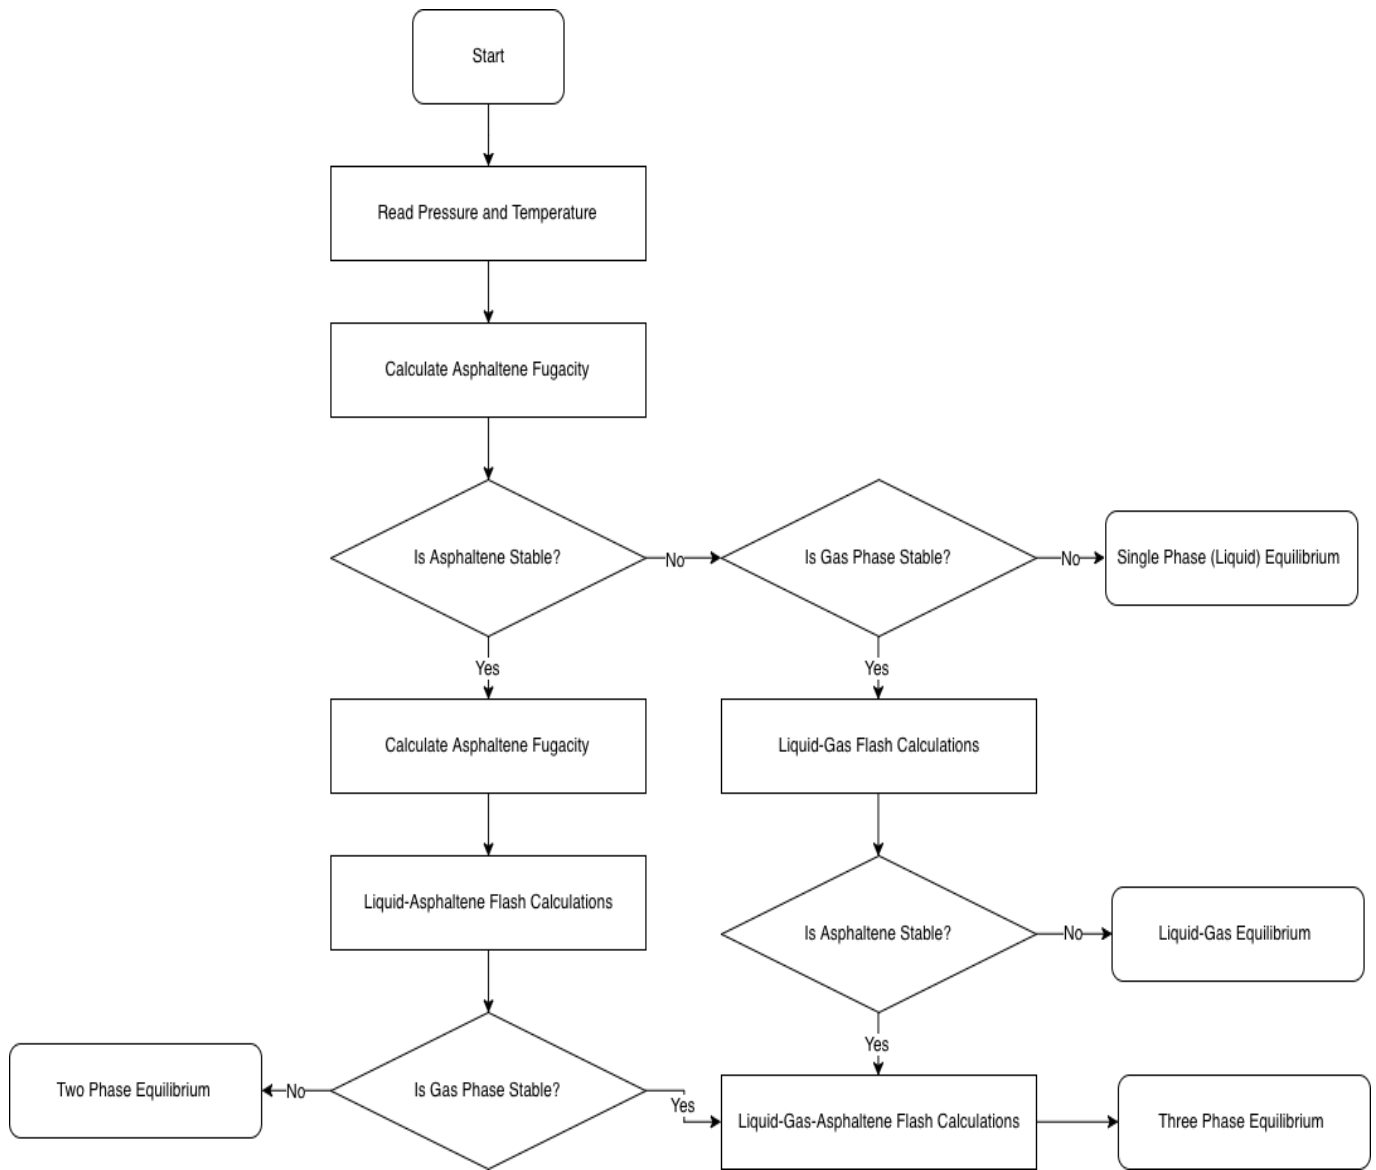 Start
Read Pressure and Temperature
Calculate Asphaltene Fugacity
Is Asphaltene Stable?
No
Is Gas Phase Stable?
No
Single Phase (Liquid) Equilibrium
Yes
Yes
Calculate Asphaltene Fugacity
Liquid-Gas Flash Calculations
Liquid-Asphaltene Flash Calculations
Is Asphaltene Stable?
No
Liquid-Gas Equilibrium
Yes
Two Phase Equilibrium
No
Is Gas Phase Stable?
Yes
Liquid-Gas-Asphaltene Flash Calculations
Three Phase Equilibrium